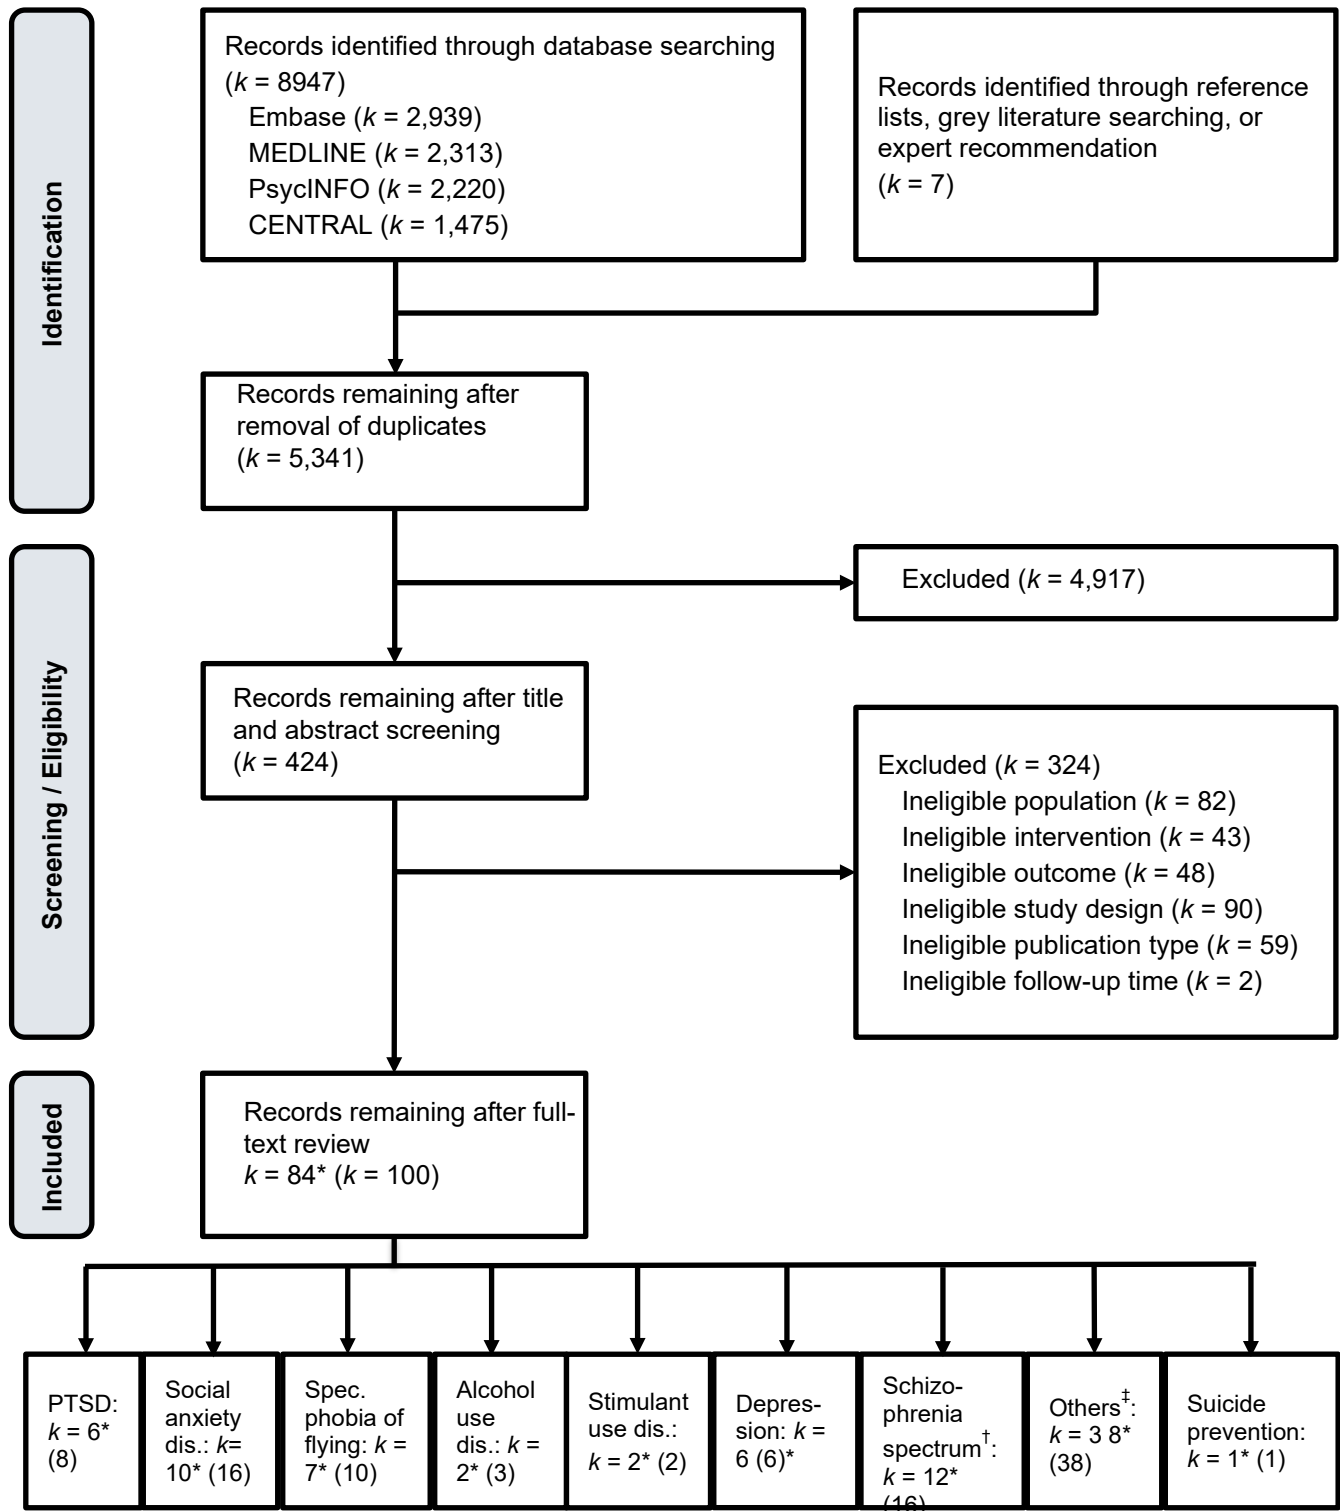 Identification
Records identified through database searching
(k = 8947)
Embase (k = 2,939)
MEDLINE (k = 2,313)
PsycINFO (k = 2,220)
CENTRAL (k = 1,475)
Records identified through reference
lists, grey literature searching, or
expert recommendation
(k = 7)
Records remaining after
removal of duplicates
(k = 5,341)
Screening / Eligibility
Excluded (k = 4,917)
Records remaining after title
and abstract screening
(k = 424)
Excluded (k = 324)
Ineligible population (k = 82)
Ineligible intervention (k = 43)
Ineligible outcome (k = 48)
Ineligible study design (k = 90)
Ineligible publication type (k = 59)
Ineligible follow-up time (k = 2)
Included
Records remaining after full-
text review
k = 84* (k = 100)
PTSD:
k = 6*
(8)
Social
anxiety
dis.: k=
10* (16)
Spec.
phobia of
flying: k =
7* (10)
Alcohol
use
dis.: k =
2* (3)
Stimulant
use dis.:
k = 2* (2)
Depres-
sion: k =
6 (6)*
Schizo-
phrenia
spectrum†:
k = 12*
(16)
Others‡:
k = 3 8*
(38)
Suicide
prevention:
k = 1* (1)